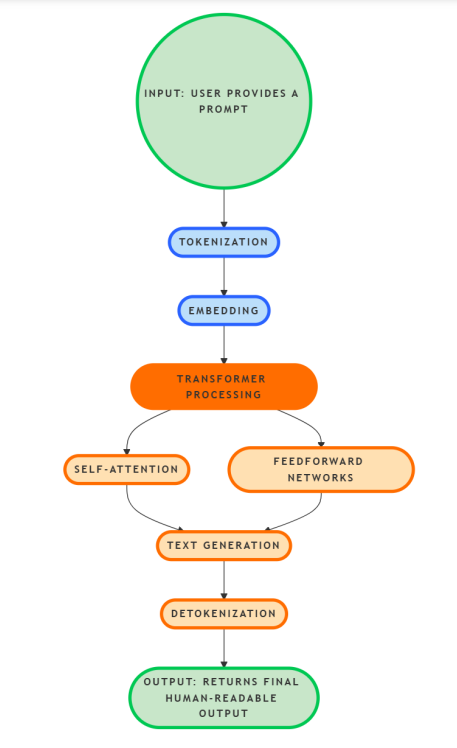 INPUT: USER PROVIDES A
PROMPT
TOKENIZATION
EMBEDDING
TRANSFORMER
PROCESSING
SELF-ATTENTION
FEEDFORWARD
NETWORKS
TEXT GENERATION
DETOKENIZATION
OUTPUT: RETURNS FINAL
HUMAN-READABLE
OUTPUT